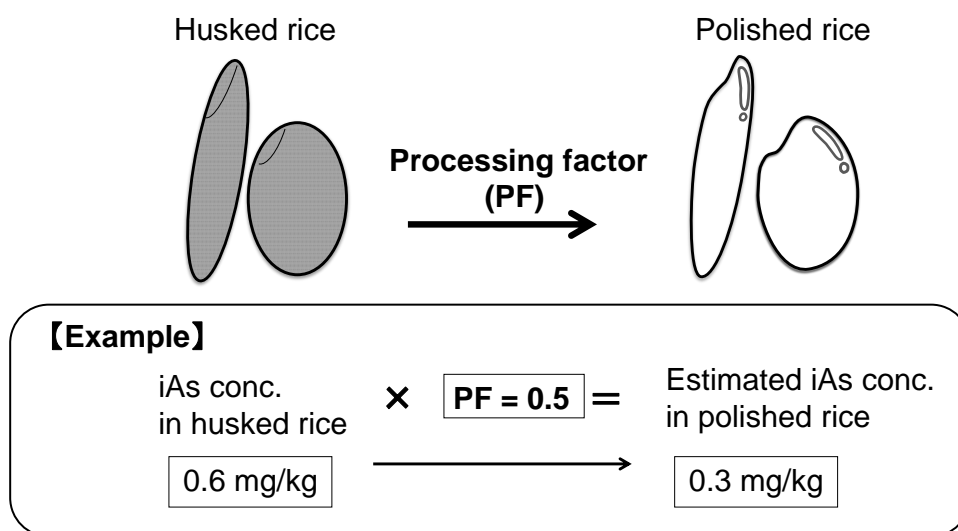 Husked rice
Polished rice
Processing factor
(PF)
【Example】
iAs conc.
in husked rice
× PF = 0.5 =
Estimated iAs conc.
in polished rice
0.6 mg/kg
0.3 mg/kg